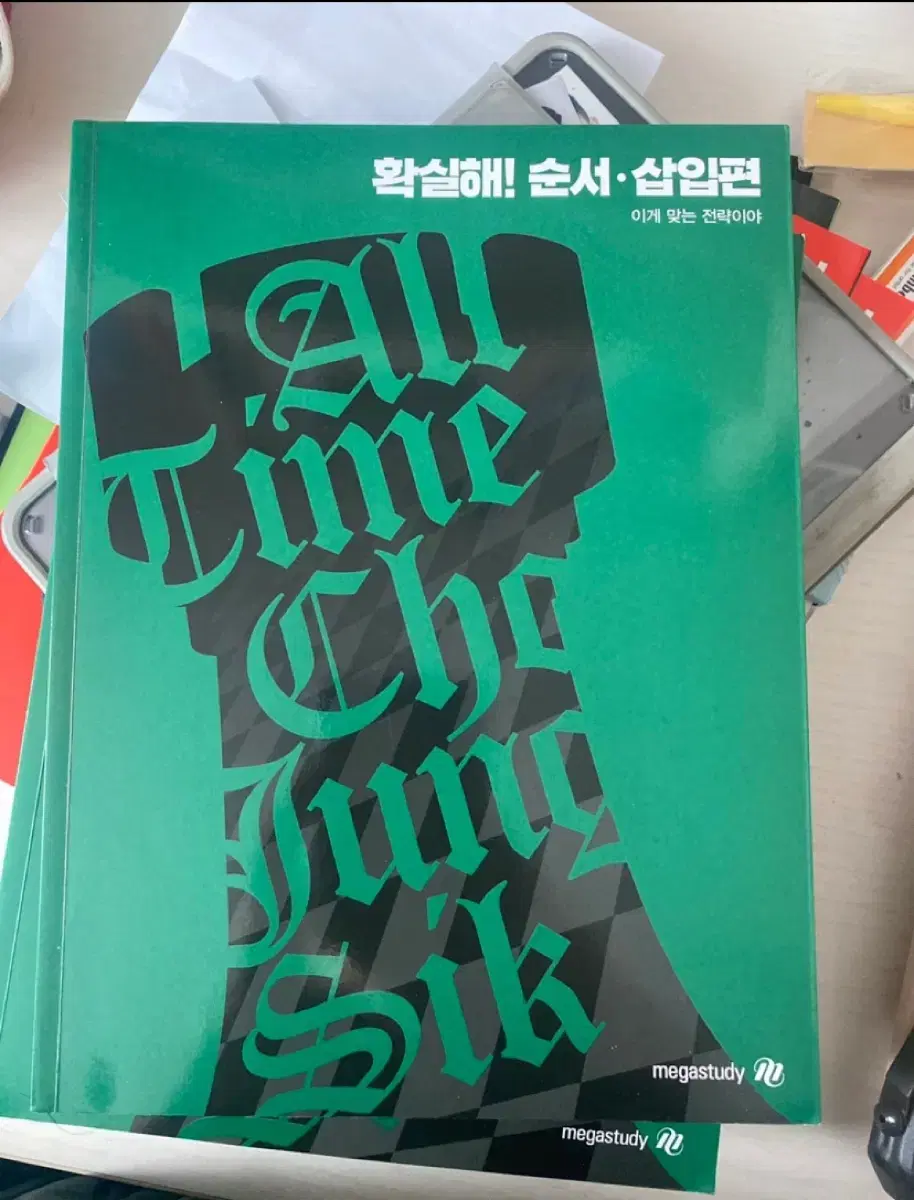 확실해! 순서·삽입편
이게 맞는 전략이야
All
Time
Cho
Jung
Sik
megastudy
megastudy